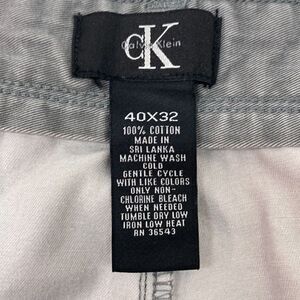 cK
Calvin Klein
40X32
100% COTTON
MADE IN
SRI LANKA
MACHINE WASH
COLD
GENTLE CYCLE
WITH LIKE COLORS
ONLY NON-
CHLORINE BLEACH
WHEN NEEDED
TUMBLE DRY LOW
IRON LOW HEAT
RN 36543